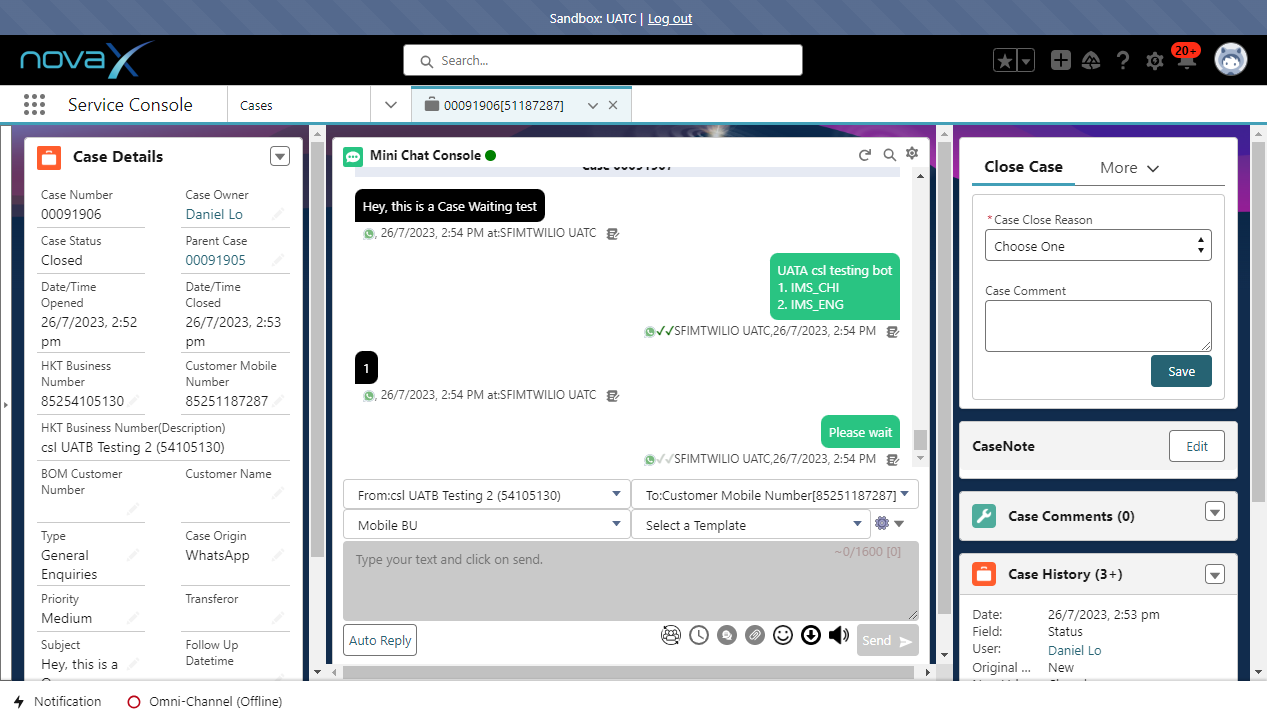 Sandbox: UATC | Log out
novaX
Search...
20+
Service Console
Cases
00091906[51187287]
Case Details
Case Number
00091906
Case Owner
Daniel Lo
Case Status
Closed
Parent Case
00091905
Date/Time
Opened
26/7/2023, 2:52
pm
Date/Time
Closed
26/7/2023, 2:53
pm
HKT Business
Number
85254105130
Customer Mobile
Number
85251187287
HKT Business Number(Description)
csl UATB Testing 2 (54105130)
BOM Customer
Number
Customer Name
Type
General
Enquiries
Case Origin
WhatsApp
Priority
Medium
Transferor
Subject
Hey, this is a
Follow Up
Datetime
Mini Chat Console
Hey, this is a Case Waiting test
, 26/7/2023, 2:54 PM at:SFIMTWILIO UATC
UATA csl testing bot
1. IMS_CHI
2. IMS_ENG
SFIMTWILIO UATC,26/7/2023, 2:54 PM
1
, 26/7/2023, 2:54 PM at:SFIMTWILIO UATC
Please wait
SFIMTWILIO UATC,26/7/2023, 2:54 PM
From:csl UATB Testing 2 (54105130)
To:Customer Mobile Number[85251187287]
Mobile BU
Select a Template
Type your text and click on send.
~0/1600 [0]
Auto Reply
Send
Close Case
More
*Case Close Reason
Choose One
Case Comment
Save
CaseNote
Edit
Case Comments (0)
Case History (3+)
Date: 26/7/2023, 2:53 pm
Field: Status
User: Daniel Lo
Original ... New
Notification
Omni-Channel (Offline)